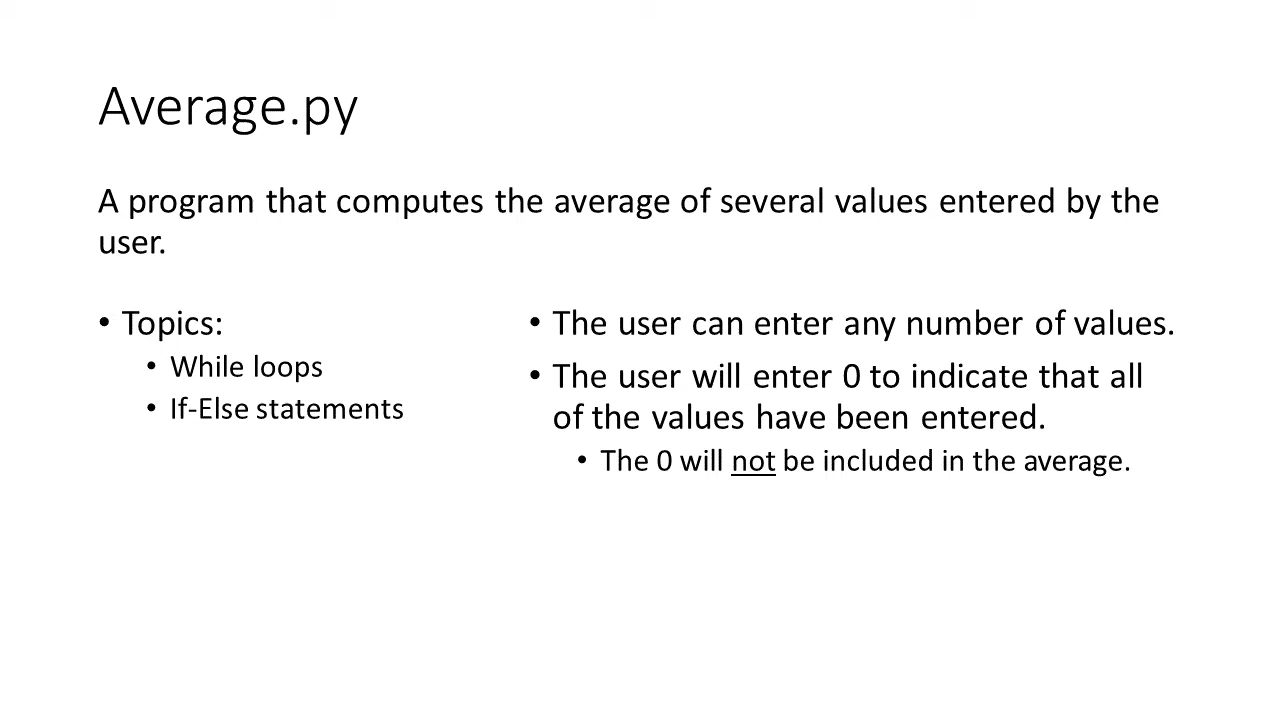 Average.py
A program that computes the average of several values entered by the
user.
• Topics:
• While loops
• If-Else statements
• The user can enter any number of values.
• The user will enter 0 to indicate that all
of the values have been entered.
• The 0 will not be included in the average.